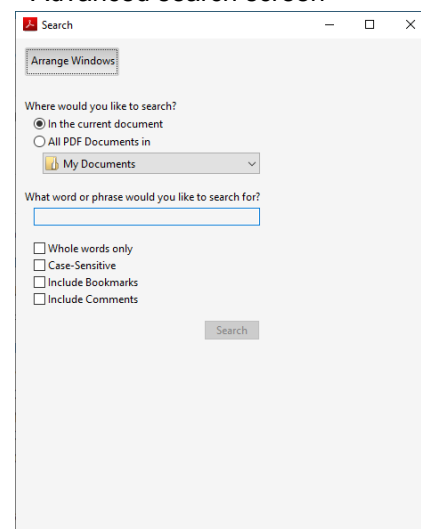 Advanced search screen
Search
Arrange Windows
Where would you like to search?
In the current document
All PDF Documents in
My Documents
What word or phrase would you like to search for?
Whole words only
Case-Sensitive
Include Bookmarks
Include Comments
Search